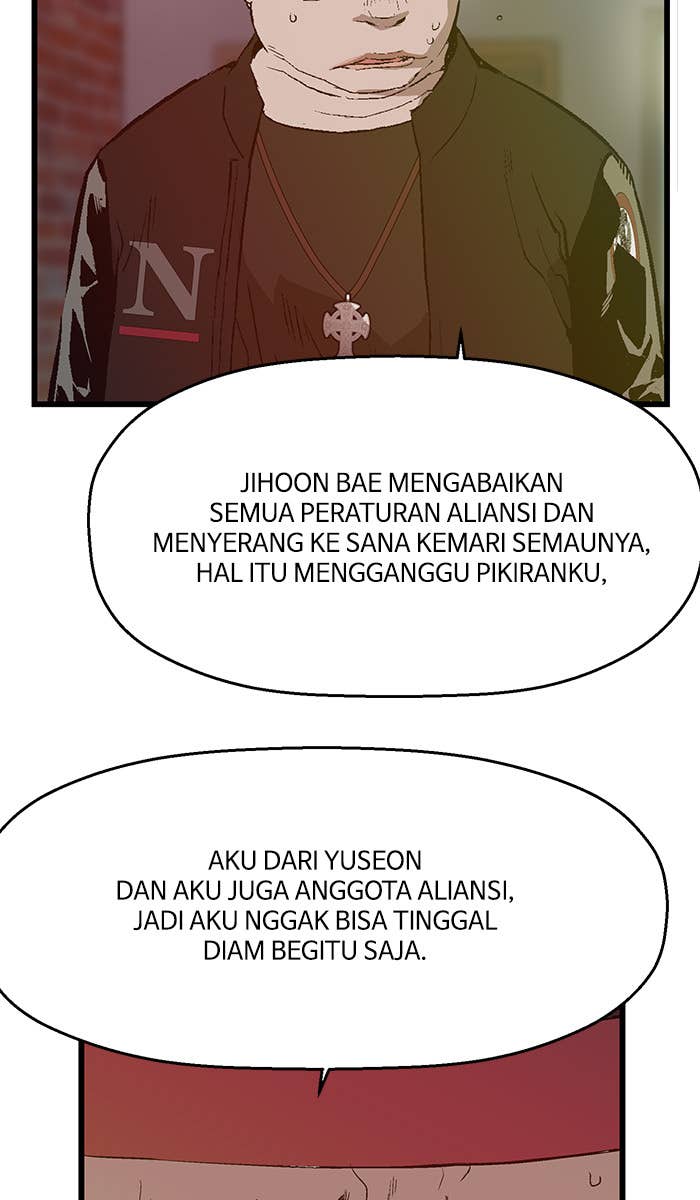 N
JIHOON BAE MENGABAIKAN
SEMUA PERATURAN ALIANSI DAN
MENYERANG KE SANA KEMARI SEMAUNYA,
HAL ITU MENGGANGGU PIKIRANKU,
AKU DARI YUSEON
DAN AKU JUGA ANGGOTA ALIANSI,
JADI AKU NGGAK BISA TINGGAL
DIAM BEGITU SAJA.